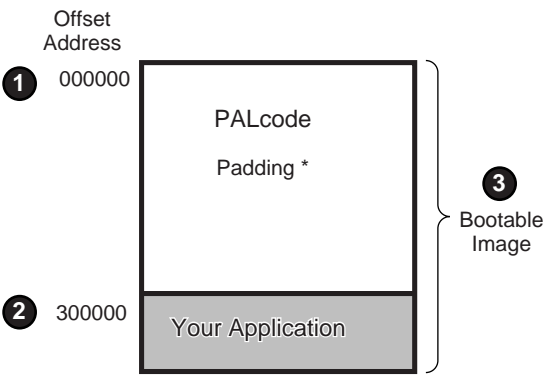 Offset
Address
1 000000
PALcode
Padding *
3
Bootable
Image
2 300000
Your Application